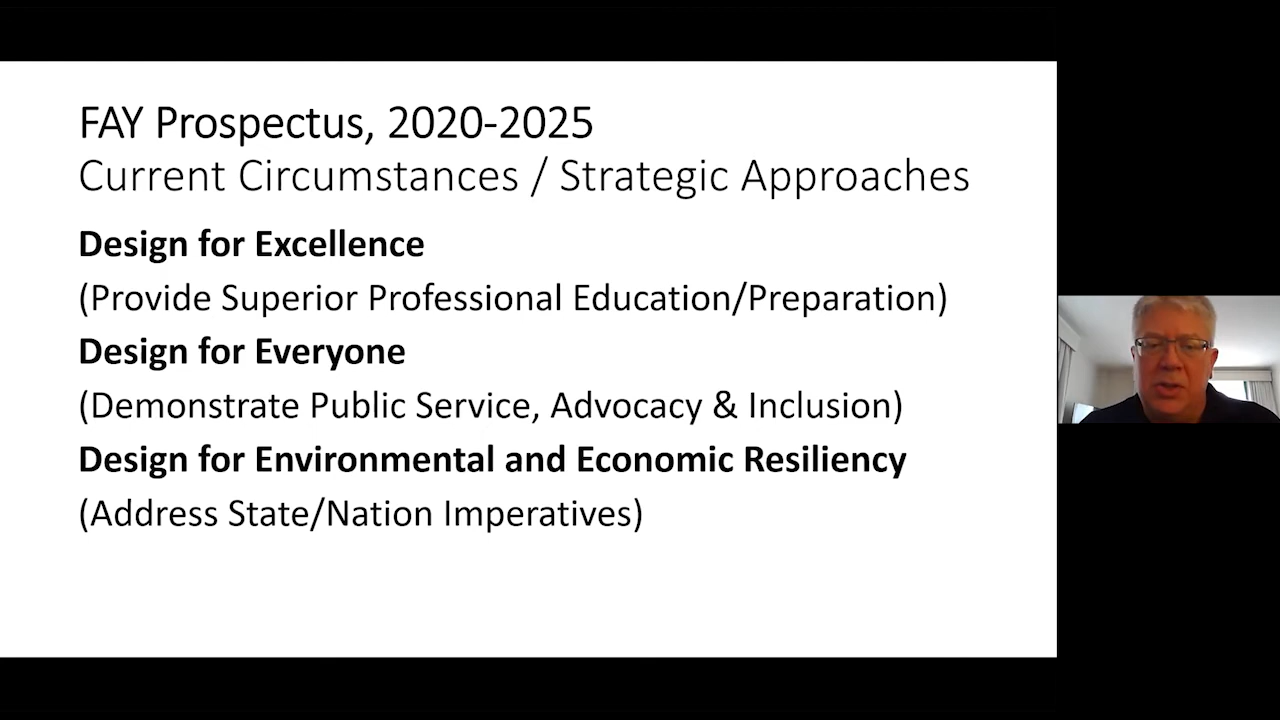 FAY Prospectus, 2020-2025
Current Circumstances / Strategic Approaches
Design for Excellence
(Provide Superior Professional Education/Preparation)
Design for Everyone
(Demonstrate Public Service, Advocacy & Inclusion)
Design for Environmental and Economic Resiliency
(Address State/Nation Imperatives)